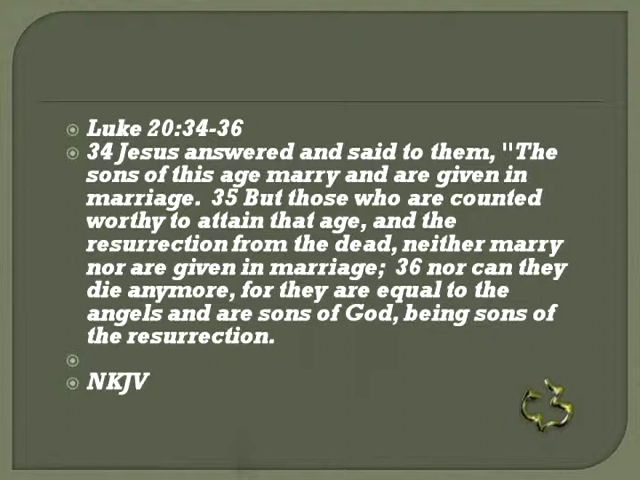 Luke 20:34-36
34 Jesus answered and said to them, "The
sons of this age marry and are given in
marriage.  35 But those who are counted
worthy to attain that age, and the
resurrection from the dead, neither marry
nor are given in marriage;  36 nor can they
die anymore, for they are equal to the
angels and are sons of God, being sons of
the resurrection.
NKJV